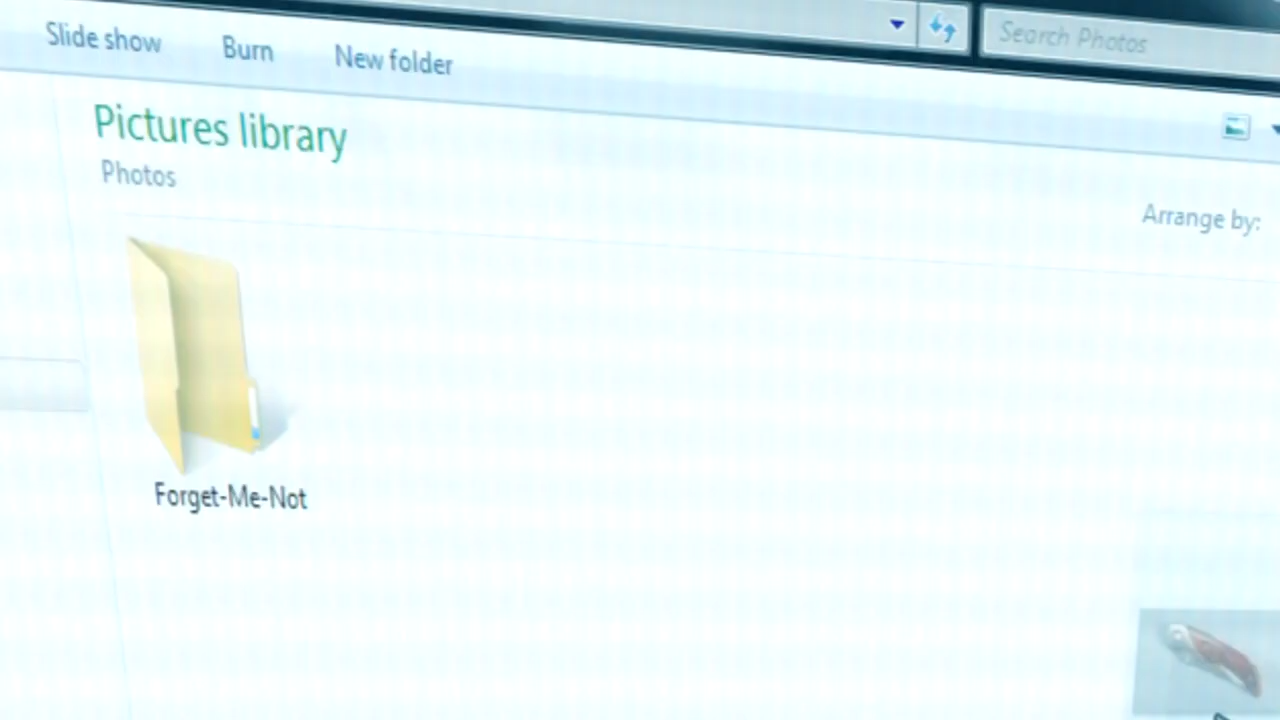 Slide show Burn New folder
Search Photos
Pictures library
Photos
Arrange by:
Forget-Me-Not